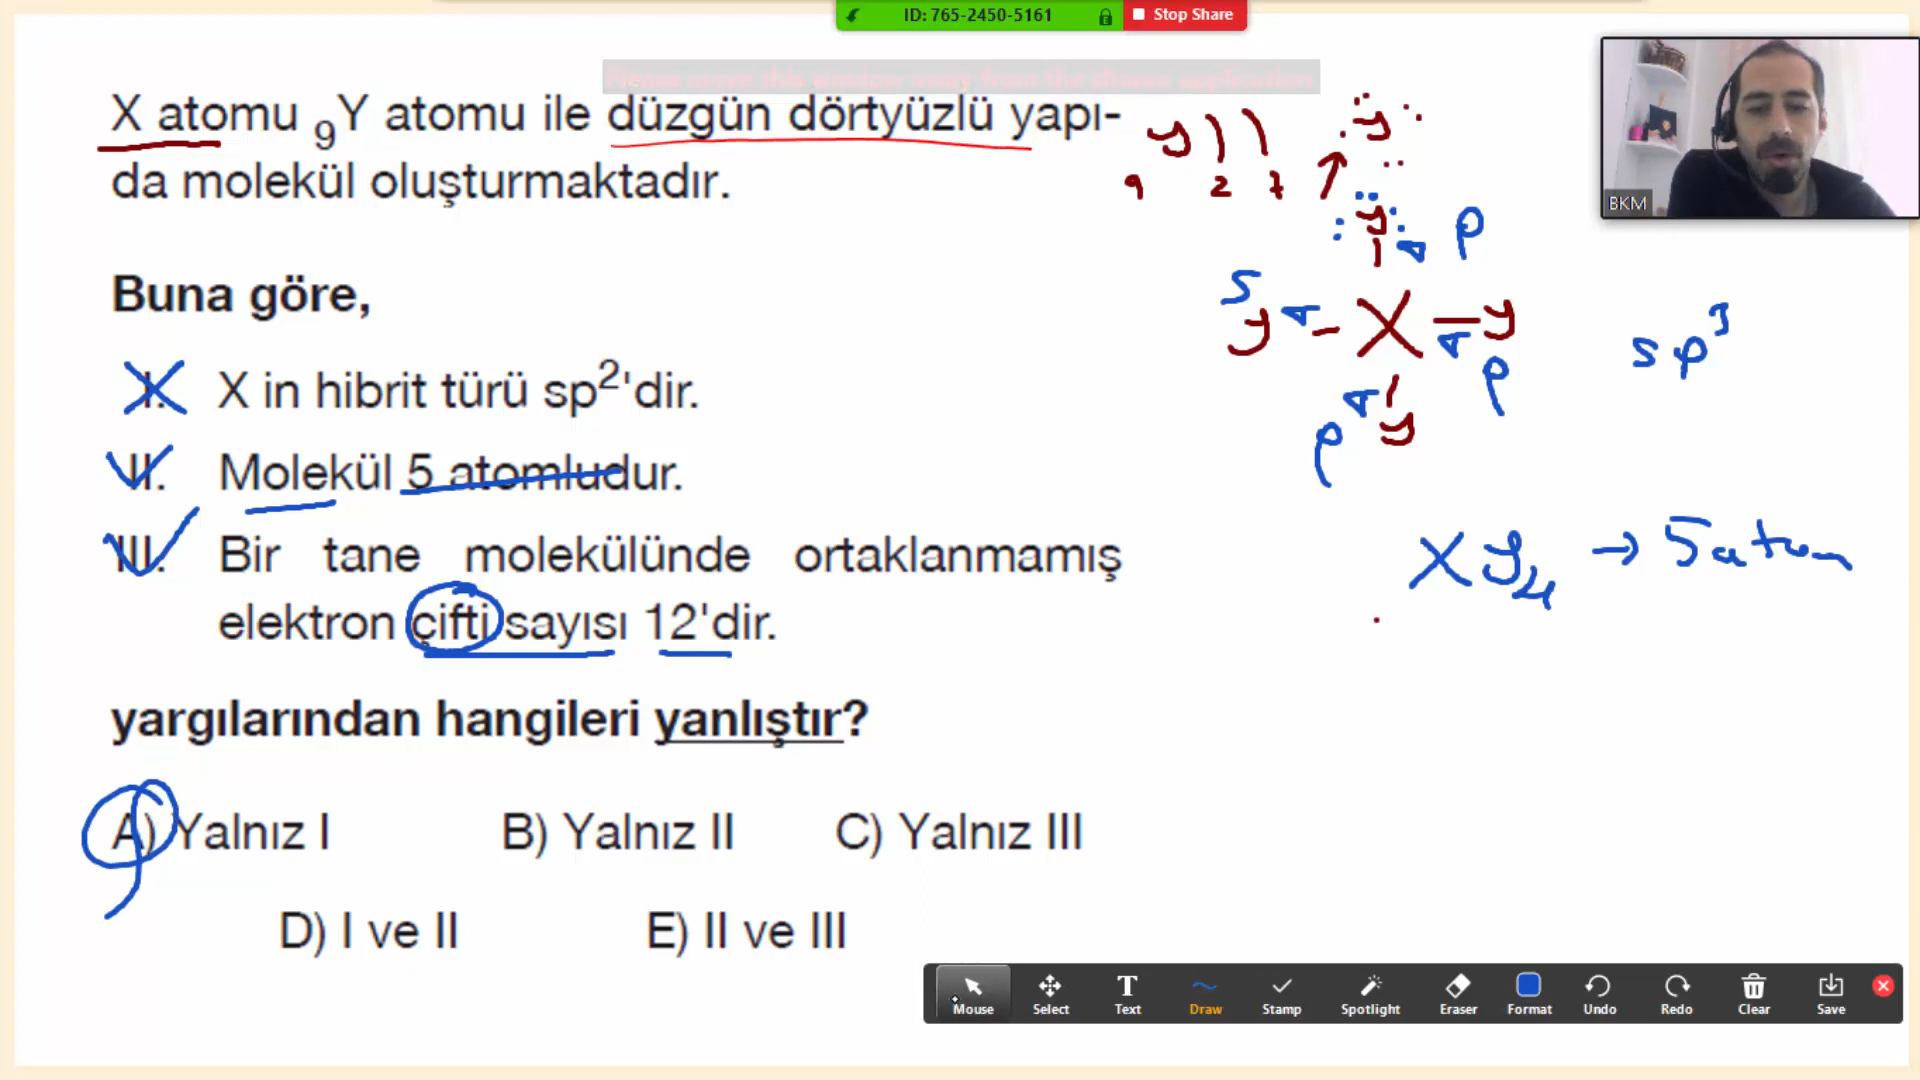 ID: 765-2450-5161
Stop Share
X atomu ₉Y atomu ile düzgün dörtyüzlü yapı-
da molekül oluşturmaktadır.
Buna göre,
I. X in hibrit türü sp²'dir.
II. Molekül 5 atomludur.
III. Bir tane molekülünde ortaklanmamış
elektron çifti sayısı 12'dir.
yargılarından hangileri yanlıştır?
A) Yalnız I B) Yalnız II C) Yalnız III
D) I ve II E) II ve III
y ) )
9 2 7
y
y p
s
y – X – y
p
p y
sp³
XY₄ → 5 atom
BKM
Mouse Select Text Draw Stamp Spotlight Eraser Format Undo Redo Clear Save